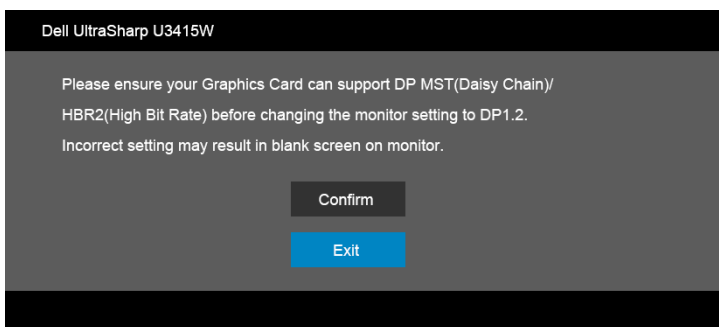 Dell UltraSharp U3415W
Please ensure your Graphics Card can support DP MST(Daisy Chain)/
HBR2(High Bit Rate) before changing the monitor setting to DP1.2.
Incorrect setting may result in blank screen on monitor.
Confirm
Exit